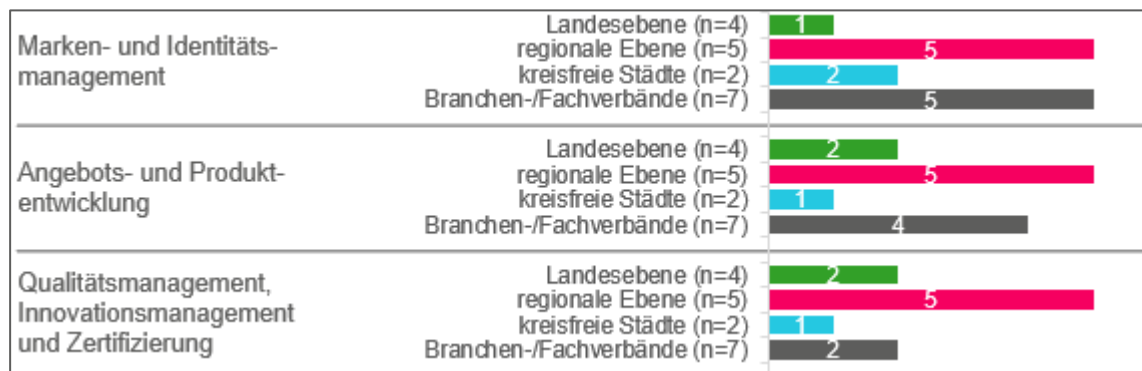 Marken- und Identitäts-
management
Landesebene (n=4) 1
regionale Ebene (n=5) 5
kreisfreie Städte (n=2) 2
Branchen-/Fachverbände (n=7) 5
Angebots- und Produkt-
entwicklung
Landesebene (n=4) 2
regionale Ebene (n=5) 5
kreisfreie Städte (n=2) 1
Branchen-/Fachverbände (n=7) 4
Qualitätsmanagement,
Innovationsmanagement
und Zertifizierung
Landesebene (n=4) 2
regionale Ebene (n=5) 5
kreisfreie Städte (n=2) 1
Branchen-/Fachverbände (n=7) 2